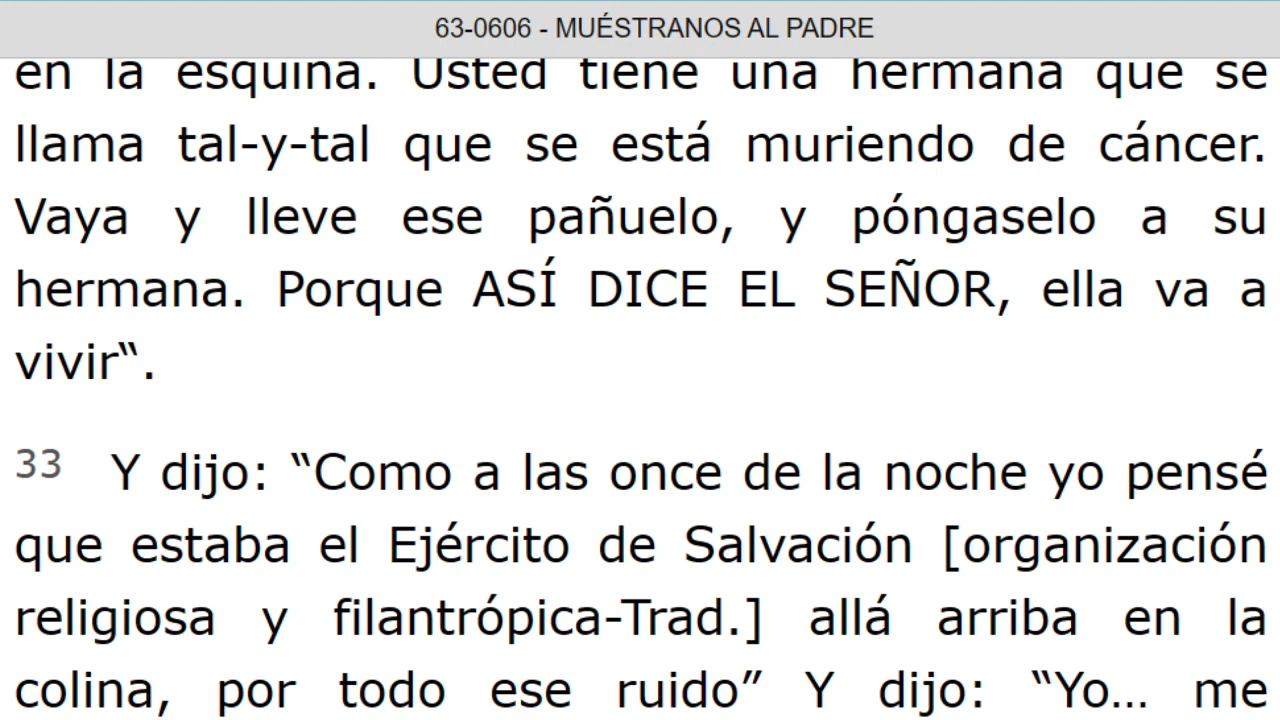 63-0606 - MUÉSTRANOS AL PADRE
en la esquina. Usted tiene una hermana que se
llama tal-y-tal que se está muriendo de cáncer.
Vaya y lleve ese pañuelo, y póngaselo a su
hermana. Porque ASÍ DICE EL SEÑOR, ella va a
vivir“.
33 Y dijo: “Como a las once de la noche yo pensé
que estaba el Ejército de Salvación [organización
religiosa y filantrópica-Trad.] allá arriba en la
colina, por todo ese ruido” Y dijo: “Yo... me